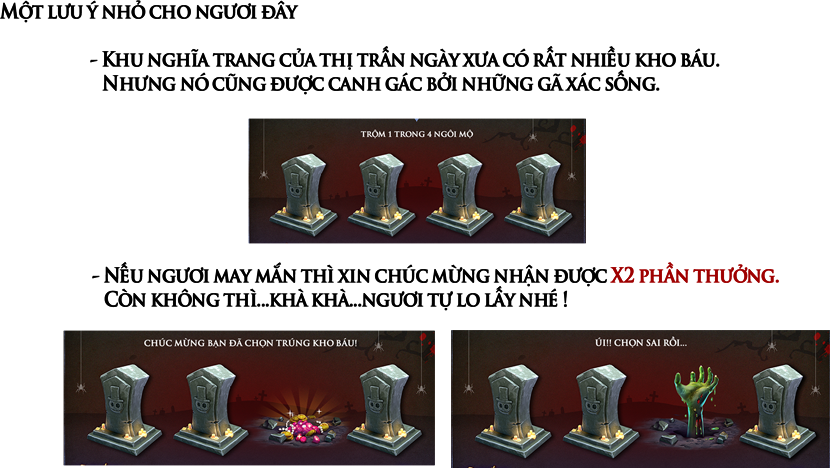 MỘT LƯU Ý NHỎ CHO NGƯƠI ĐÂY
- KHU NGHĨA TRANG CỦA THỊ TRẤN NGÀY XƯA CÓ RẤT NHIỀU KHO BÁU.
NHƯNG NÓ CŨNG ĐƯỢC CANH GÁC BỞI NHỮNG GÃ XÁC SỐNG.
TRỘM 1 TRONG 4 NGÔI MỘ
- NẾU NGƯƠI MAY MẮN THÌ XIN CHÚC MỪNG NHẬN ĐƯỢC X2 PHẦN THƯỞNG.
CÒN KHÔNG THÌ...KHÀ KHÀ...NGƯƠI TỰ LO LẤY NHÉ !
CHÚC MỪNG BẠN ĐÃ CHỌN TRÚNG KHO BÁU!
ÚI!! CHỌN SAI RỒI...